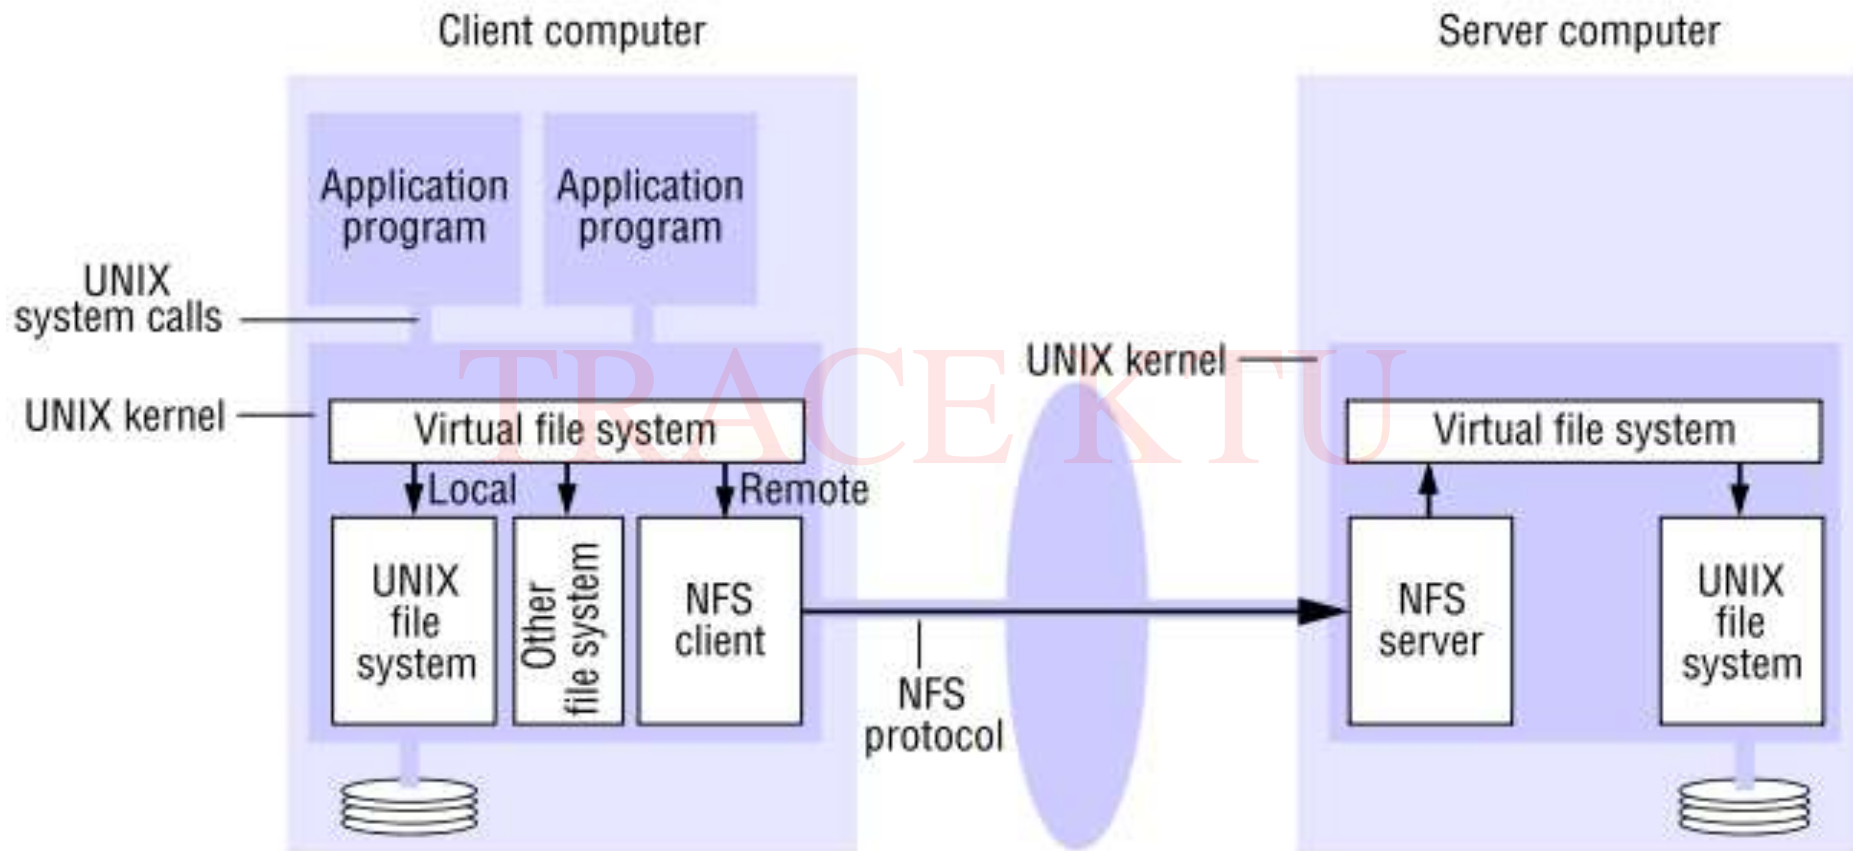 Client computer
Server computer
Application
program
Application
program
UNIX
system calls
UNIX kernel
UNIX kernel
TRACE KTU
Virtual file system
Virtual file system
Local
Remote
UNIX
file
system
Other
file system
NFS
client
NFS
protocol
NFS
server
UNIX
file
system